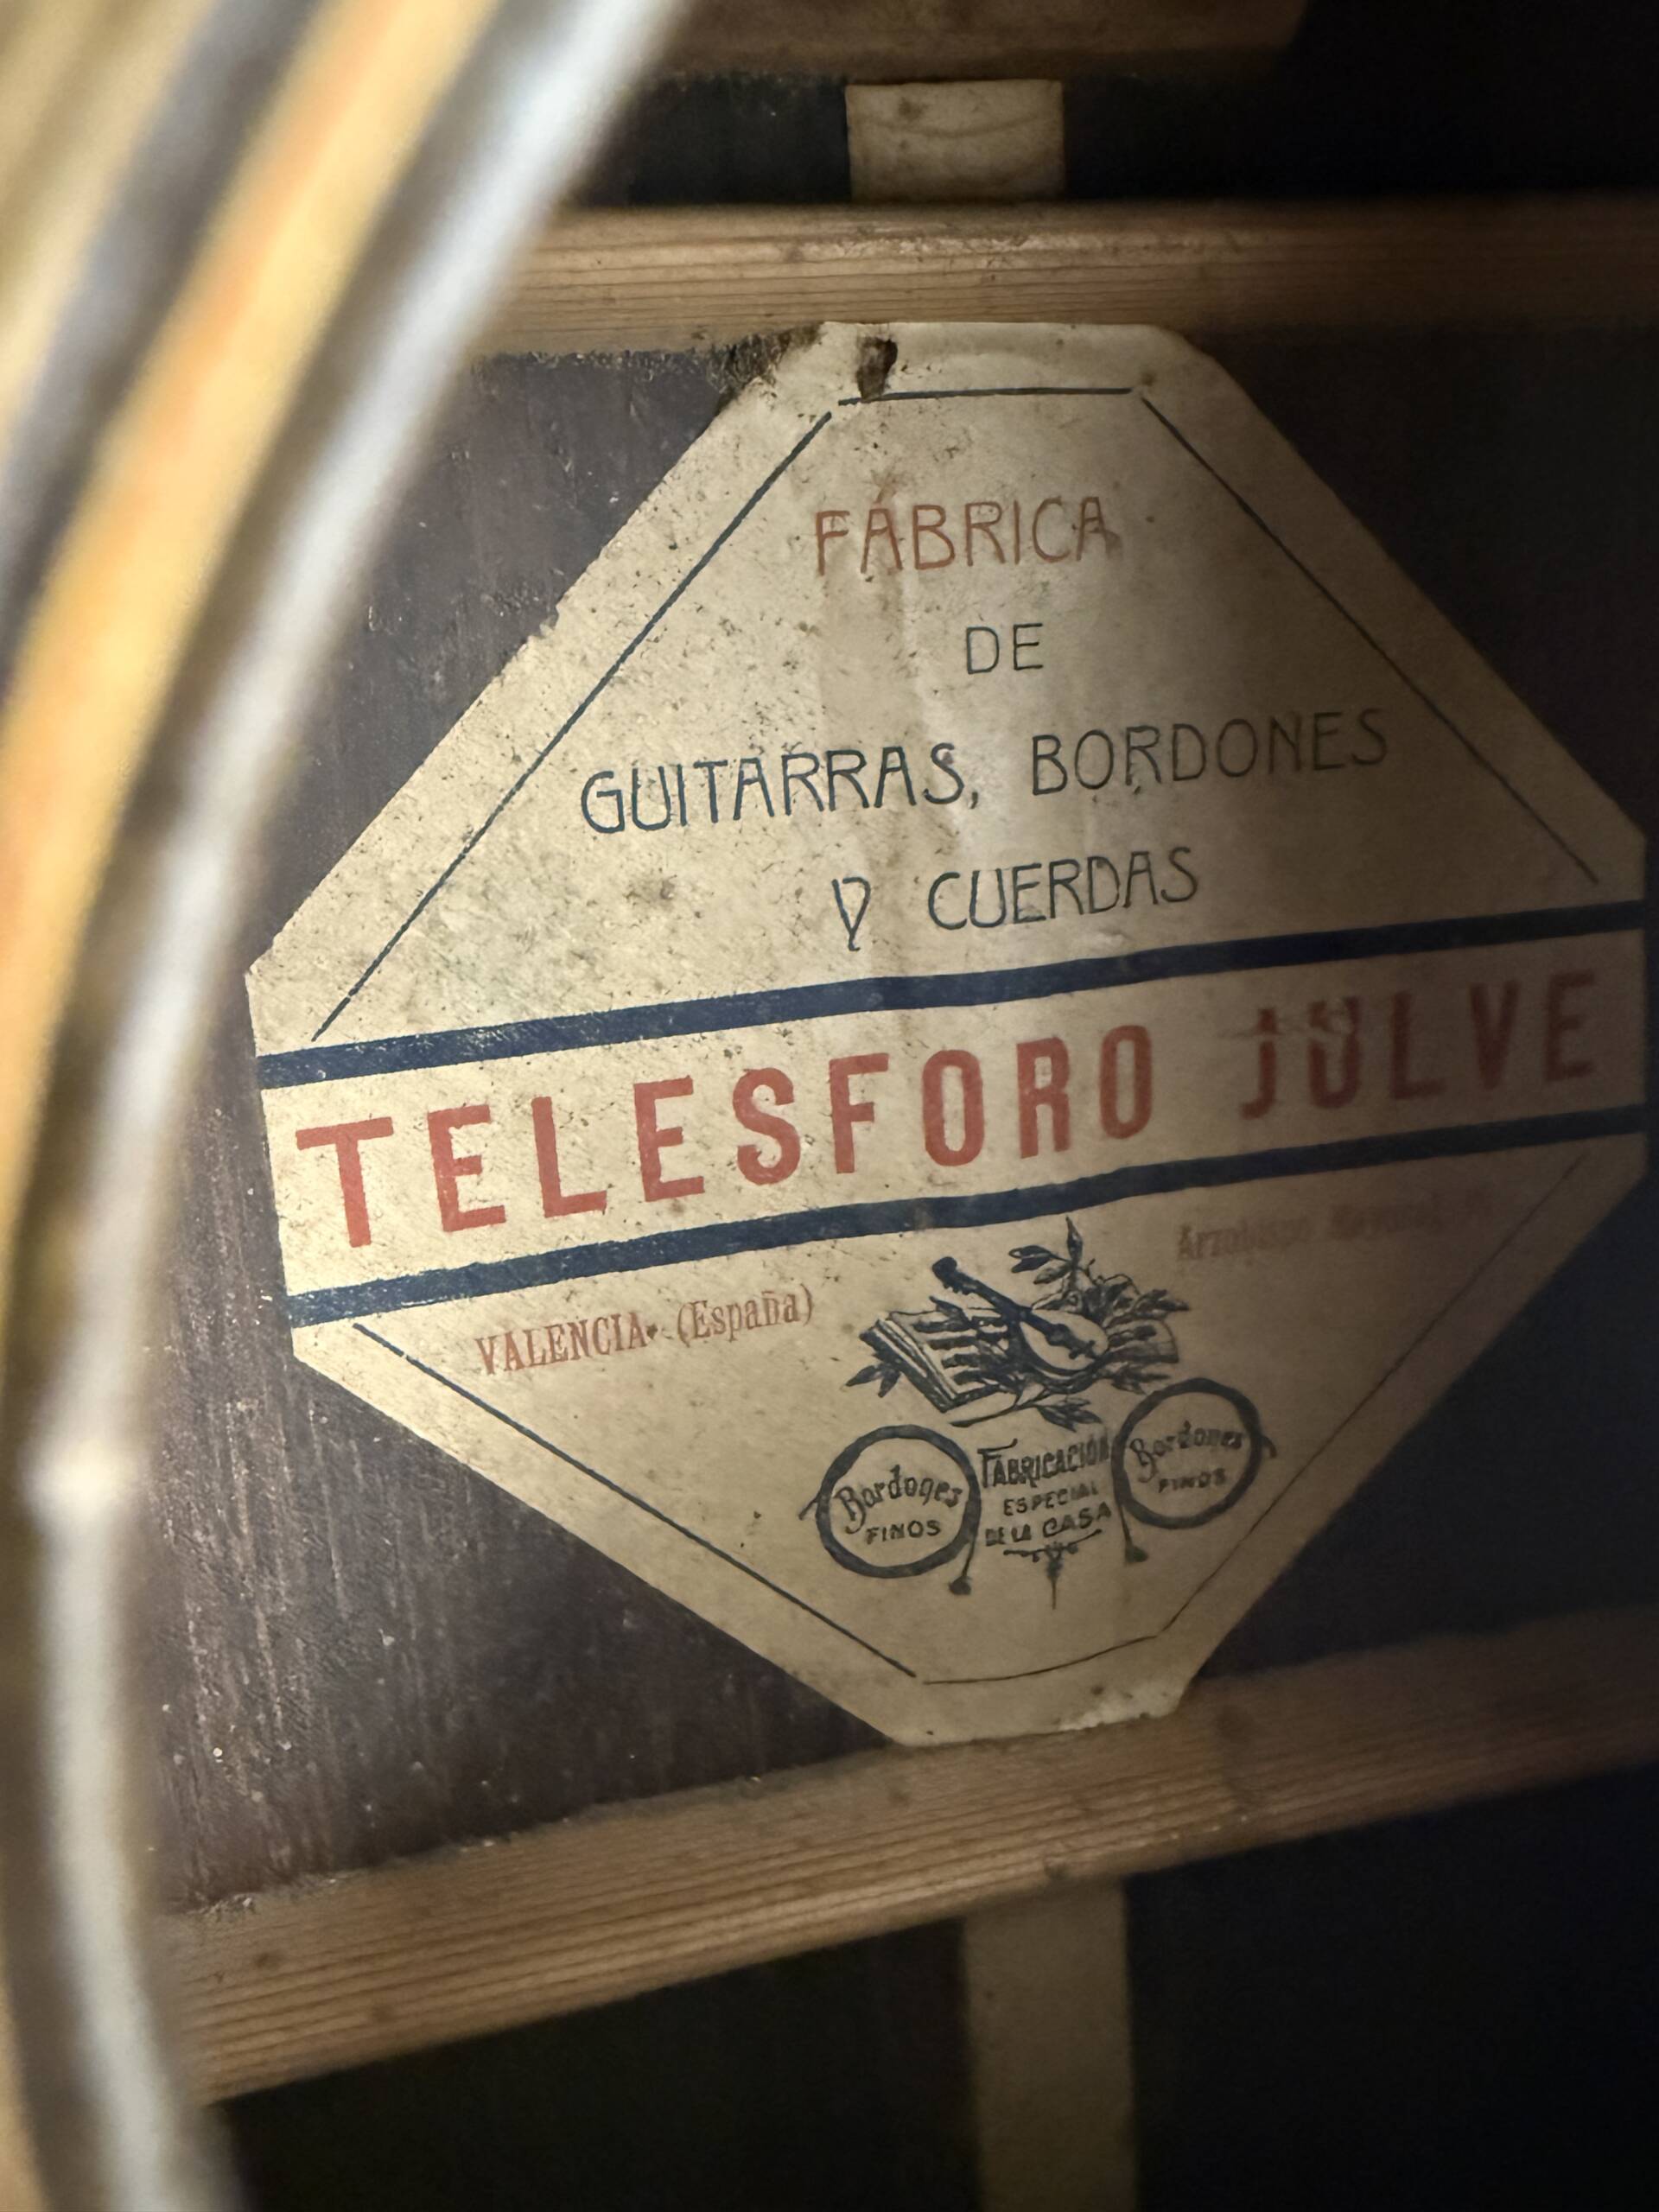 FÁBRICA
DE
GUITARRAS, BORDONES
Y CUERDAS
TELESFORO JULVE
VALENCIA (España)
Bordones
FINOS
FABRICACIÓN
ESPECIAL
DE LA CASA
Bordones
FINOS